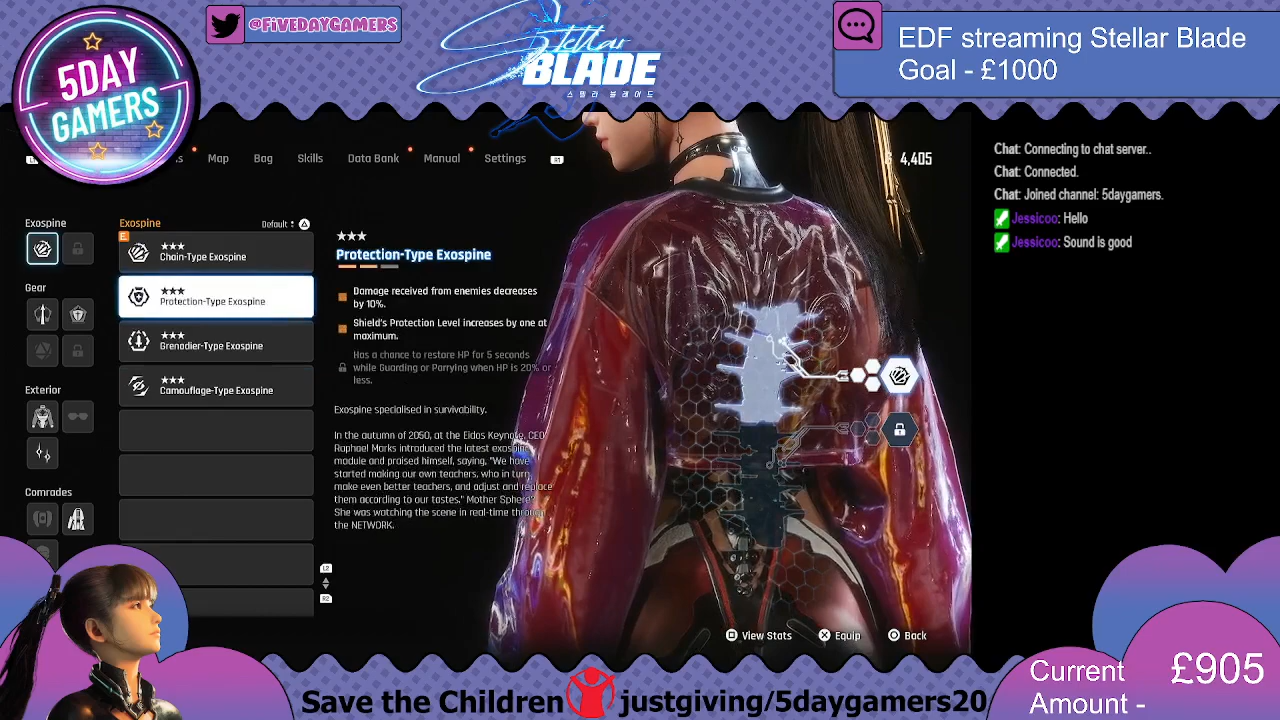 5DAY
GAMERS
@FiVEDAYGAMERS
Stellar
BLADE
스텔라 블레이드
EDF streaming Stellar Blade
Goal - £1000
Map
Bag
Skills
Data Bank
Manual
Settings
R1
4,405
Chat: Connecting to chat server..
Chat: Connected.
Chat: Joined channel: 5daygamers.
Jessicoo: Hello
Jessicoo: Sound is good
Exospine
Gear
Exterior
Comrades
Exospine
Default
E
★★★
Chain-Type Exospine
★★★
Protection-Type Exospine
★★★
Grenadier-Type Exospine
★★★
Camouflage-Type Exospine
L2
R2
★★★
Protection-Type Exospine
Damage received from enemies decreases
by 10%.
Shield's Protection Level increases by one at
maximum.
Has a chance to restore HP for 5 seconds
while Guarding or Parrying when HP is 20% or
less.
Exospine specialised in survivability.
In the autumn of 2050, at the Eidos Keynote, CEO
Raphael Marks introduced the latest exospine
module and praised himself, saying, "We have
started making our own teachers, who in turn
make even better teachers, and adjust and replace
them according to our tastes." Mother Sphere
She was watching the scene in real-time through
the NETWORK.
View Stats
Equip
Back
Save the Children justgiving/5daygamers20
Current
Amount -
£905